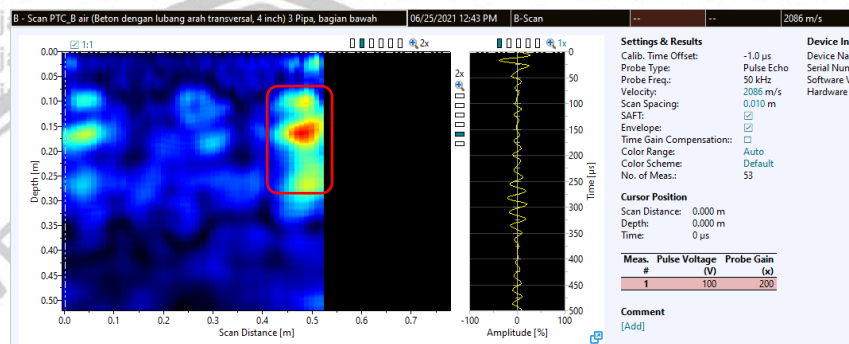 B - Scan PTC_B air (Beton dengan lubang arah transversal, 4 inch) 3 Pipa, bagian bawah 06/25/2021 12:43 PM B-Scan -- -- 2086 m/s
1:1 2x 1x
2x
0.00
0.05
0.10
0.15
0.20
0.25
0.30
0.35
0.40
0.45
0.50
Depth [m]
0.0 0.1 0.2 0.3 0.4 0.5 0.6 0.7
Scan Distance [m]
0
50
100
150
200
250
300
350
400
450
500
Time [µs]
-100 0 100
Amplitude [%]
Settings & Results
Calib. Time Offset: -1.0 µs
Probe Type: Pulse Echo
Probe Freq.: 50 kHz
Velocity: 2086 m/s
Scan Spacing: 0.010 m
SAFT:
Envelope:
Time Gain Compensation::
Color Range: Auto
Color Scheme: Default
No. of Meas.: 53
Cursor Position
Scan Distance: 0.000 m
Depth: 0.000 m
Time: 0 µs
Meas. # Pulse Voltage (V) Probe Gain (x)
1 100 200
Comment
[Add]
Device In
Device Na
Serial Num
Software V
Hardware